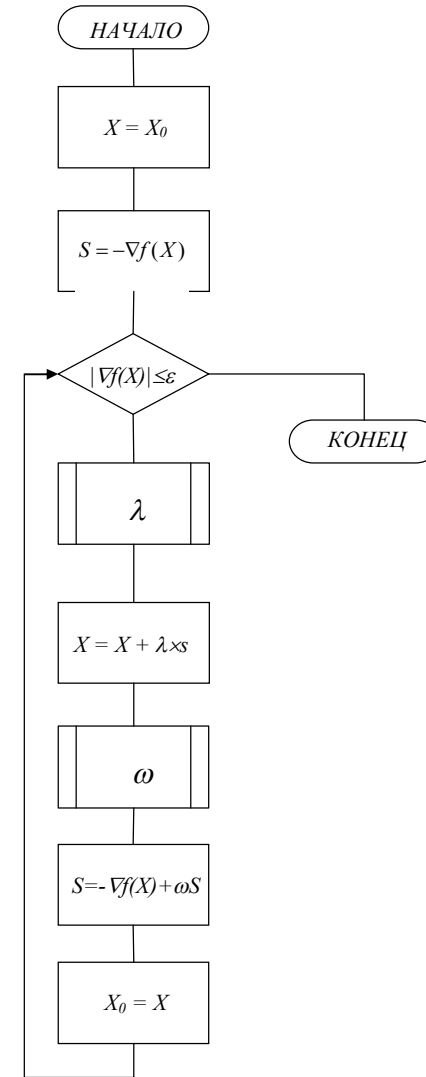 НАЧАЛО
X = X₀
S = −∇f(X)
|∇f(X)|≤ε
КОНЕЦ
λ
X = X + λ×s
ω
S=-∇f(X)+ωS
X₀ = X